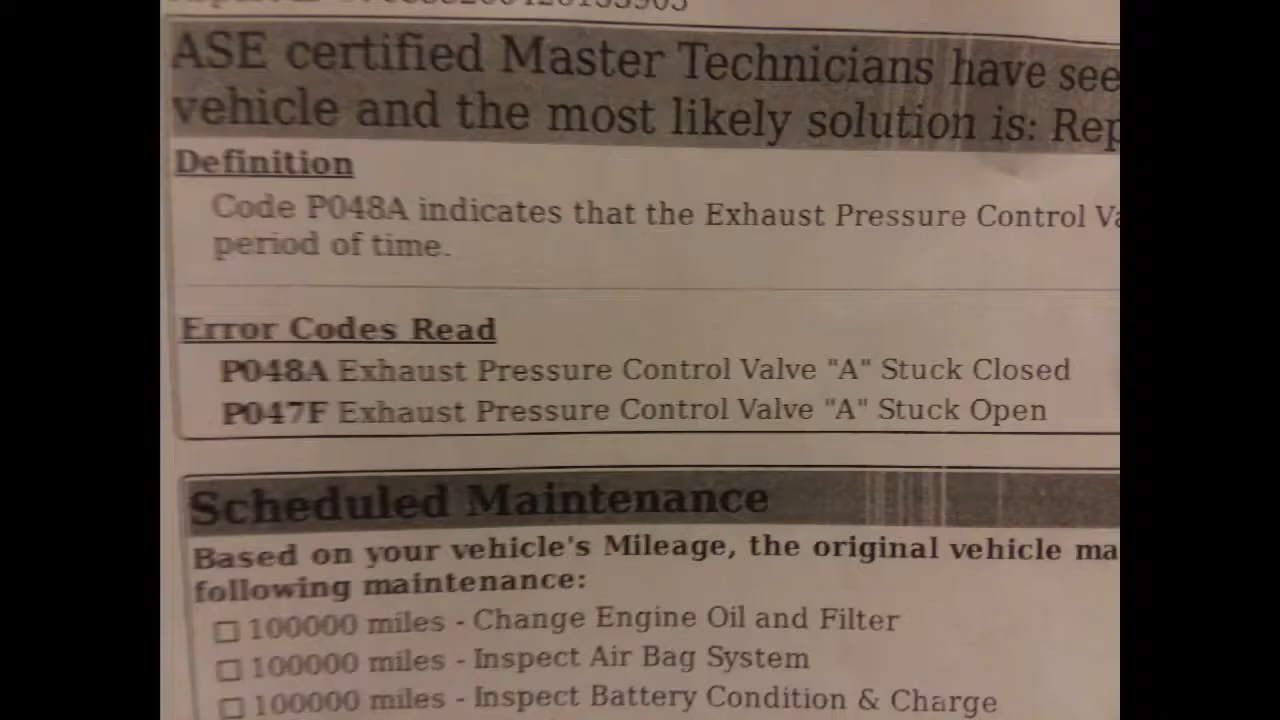 ASE certified Master Technicians have see
vehicle and the most likely solution is: Rep
Definition
Code P048A indicates that the Exhaust Pressure Control Va
period of time.
Error Codes Read
P048A Exhaust Pressure Control Valve "A" Stuck Closed
P047F Exhaust Pressure Control Valve "A" Stuck Open
Scheduled Maintenance
Based on your vehicle's Mileage, the original vehicle ma
following maintenance:
☐ 100000 miles - Change Engine Oil and Filter
☐ 100000 miles - Inspect Air Bag System
☐ 100000 miles - Inspect Battery Condition & Charge